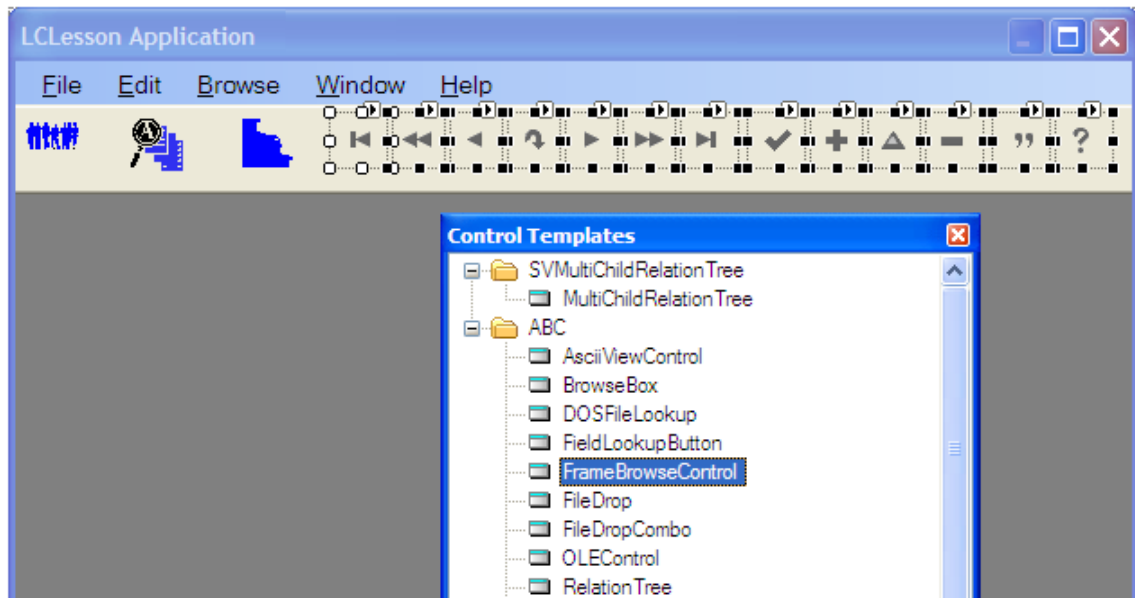 LCLesson Application
File Edit Browse Window Help
Control Templates
SVMultiChildRelationTree
MultiChildRelationTree
ABC
AsciiViewControl
BrowseBox
DOSFileLookup
FieldLookupButton
FrameBrowseControl
FileDrop
FileDropCombo
OLEControl
RelationTree